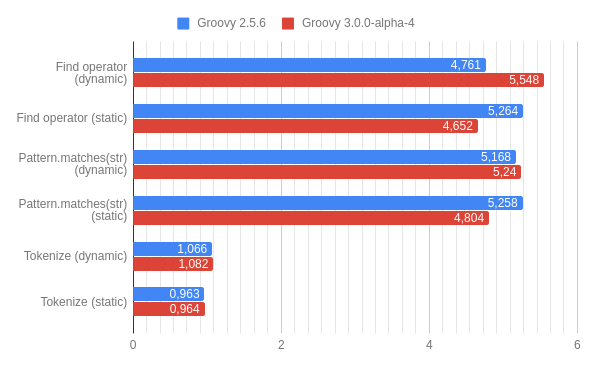 Groovy 2.5.6 Groovy 3.0.0-alpha-4
Find operator
(dynamic)
4,761
5,548
Find operator (static)
5,264
4,652
Pattern.matches(str)
(dynamic)
5,168
5,24
Pattern.matches(str)
(static)
5,258
4,804
Tokenize (dynamic)
1,066
1,082
Tokenize (static)
0,963
0,964
0 2 4 6